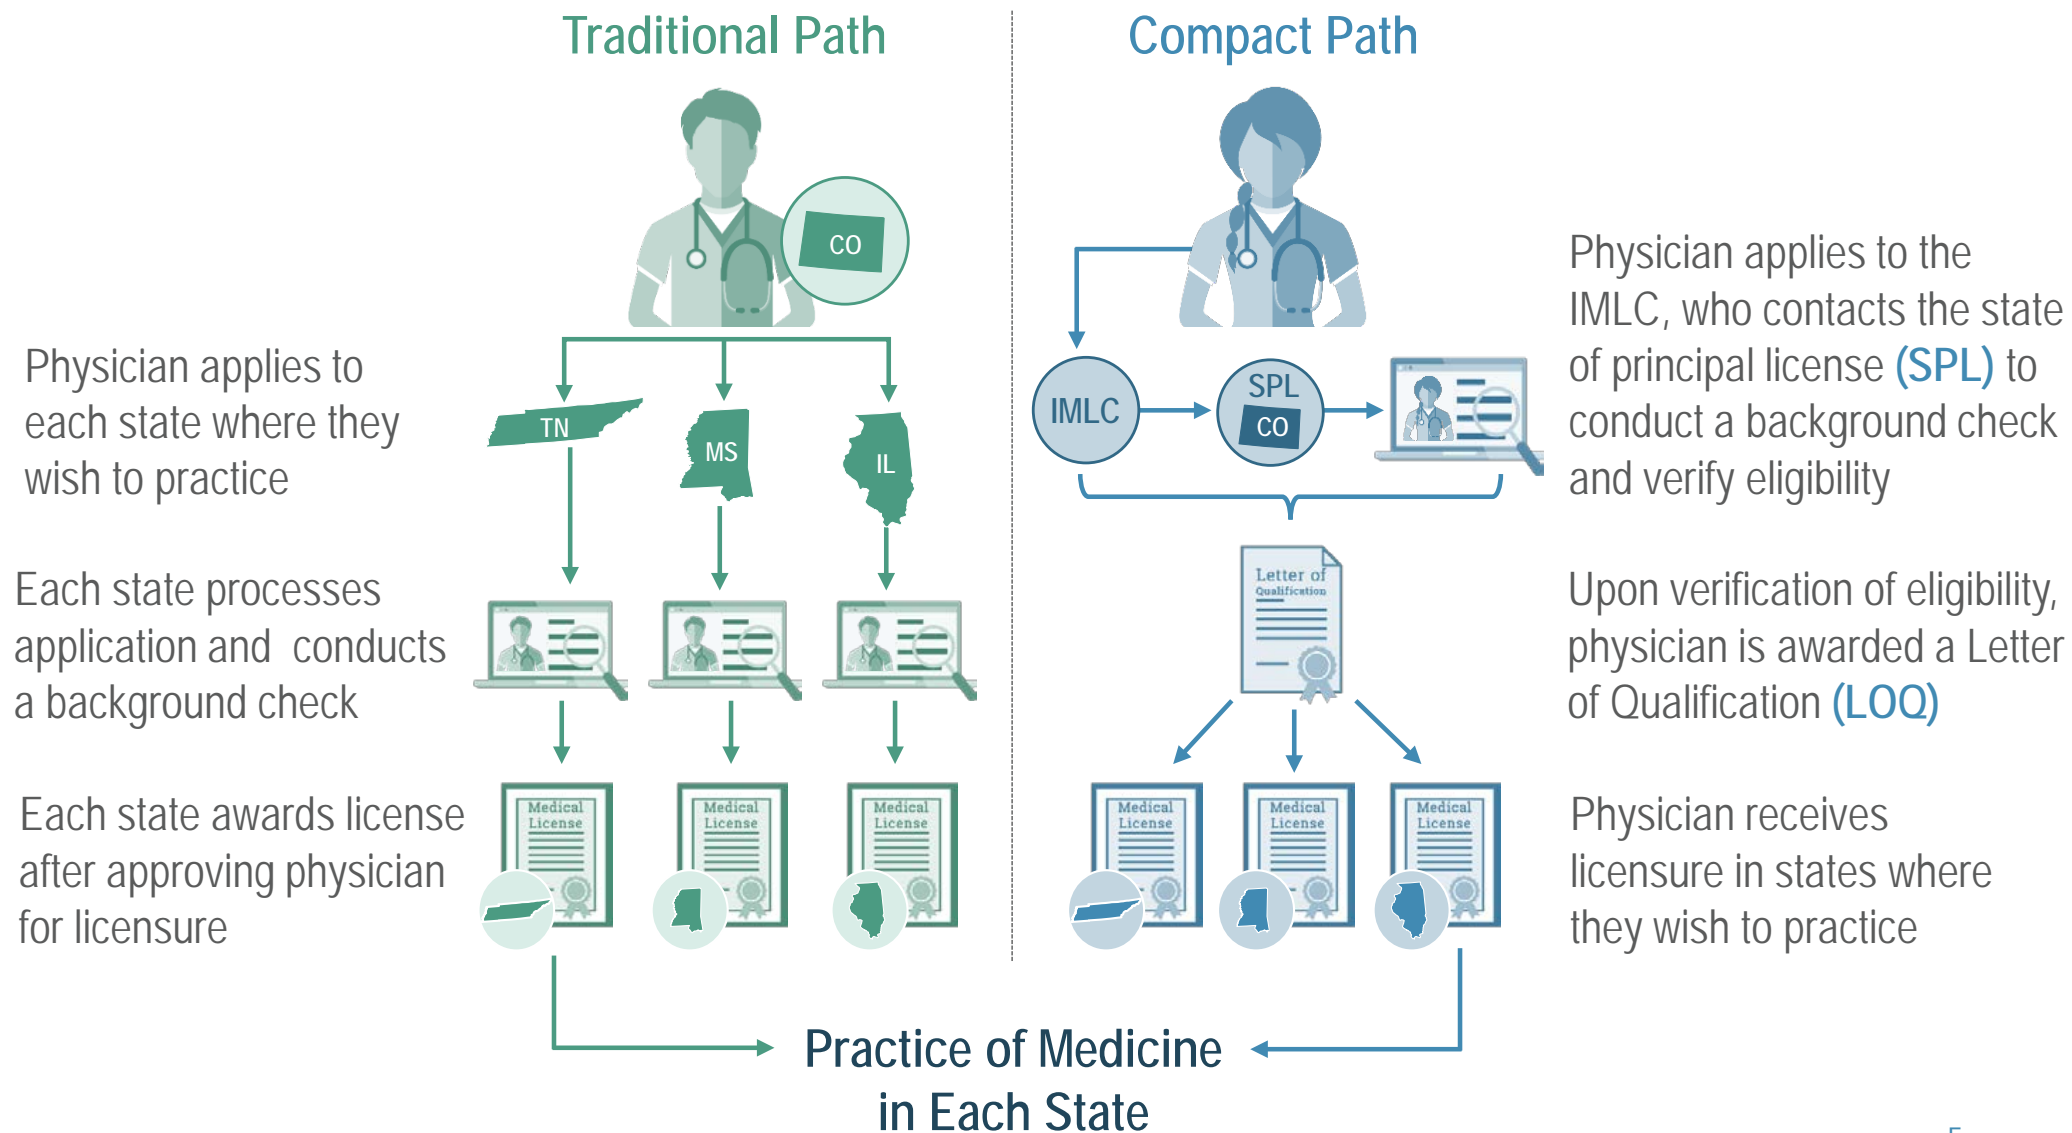 Traditional Path
CO
Physician applies to
each state where they
wish to practice
TN
MS
IL
Each state processes
application and conducts
a background check
Each state awards license
after approving physician
for licensure
Medical
License
Medical
License
Medical
License
Compact Path
IMLC
SPL
CO
Physician applies to the
IMLC, who contacts the state
of principal license (SPL) to
conduct a background check
and verify eligibility
Letter of
Qualification
Upon verification of eligibility,
physician is awarded a Letter
of Qualification (LOQ)
Medical
License
Medical
License
Medical
License
Physician receives
licensure in states where
they wish to practice
Practice of Medicine
in Each State